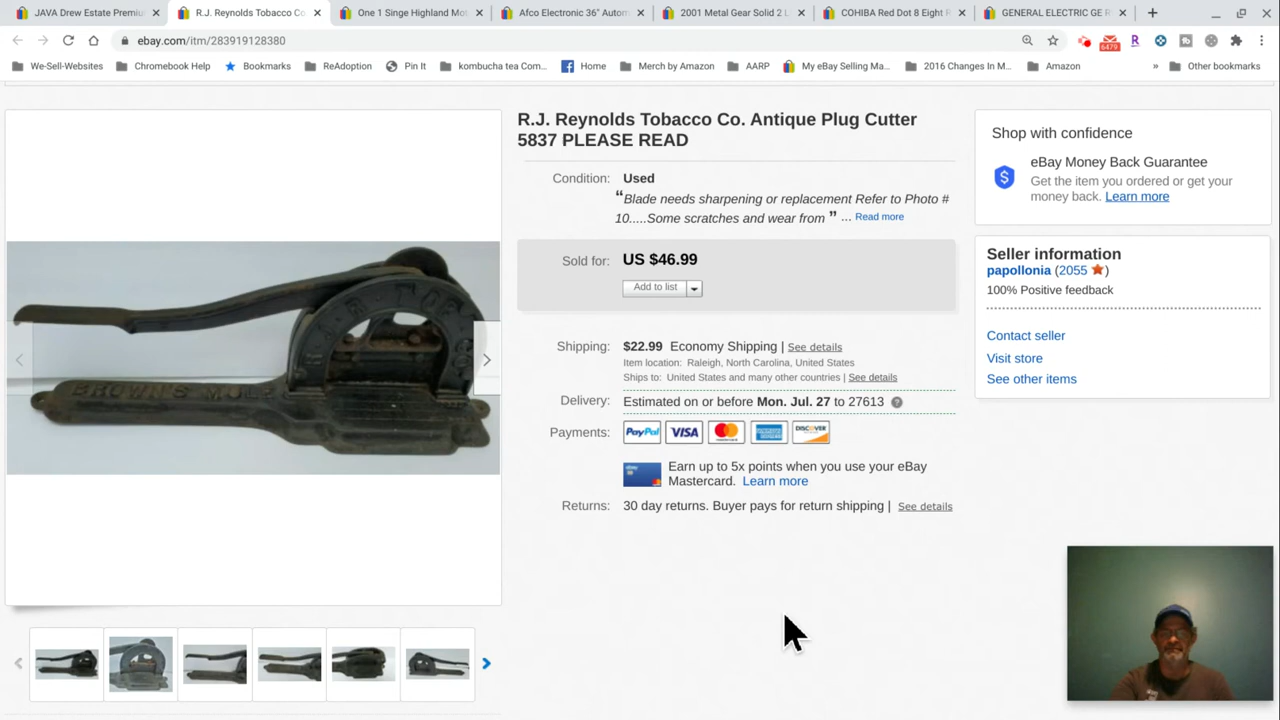 JAVA Drew Estate Premiu
R.J. Reynolds Tobacco Co
One 1 Singe Highland Mo
Afco Electronic 36" Autom
2001 Metal Gear Solid 2 L
COHIBA Red Dot 8 Eight R
GENERAL ELECTRIC GE R
ebay.com/itm/283919128380
6479
R
We-Sell-Websites
Chromebook Help
Bookmarks
ReAdoption
Pin It
kombucha tea Com...
Home
Merch by Amazon
AARP
My eBay Selling Ma...
2016 Changes In M...
Amazon
»
Other bookmarks
R.J. Reynolds Tobacco Co. Antique Plug Cutter
5837 PLEASE READ
Condition: Used
“Blade needs sharpening or replacement Refer to Photo #
10.....Some scratches and wear from ” ... Read more
Sold for: US $46.99
Add to list
Shipping: $22.99 Economy Shipping | See details
Item location: Raleigh, North Carolina, United States
Ships to: United States and many other countries | See details
Delivery: Estimated on or before Mon. Jul. 27 to 27613 ?
Payments: PayPal VISA MasterCard AMERICAN EXPRESS DISCOVER
Earn up to 5x points when you use your eBay
Mastercard. Learn more
Returns: 30 day returns. Buyer pays for return shipping | See details
Shop with confidence
eBay Money Back Guarantee
Get the item you ordered or get your
money back. Learn more
Seller information
papollonia (2055)
100% Positive feedback
Contact seller
Visit store
See other items